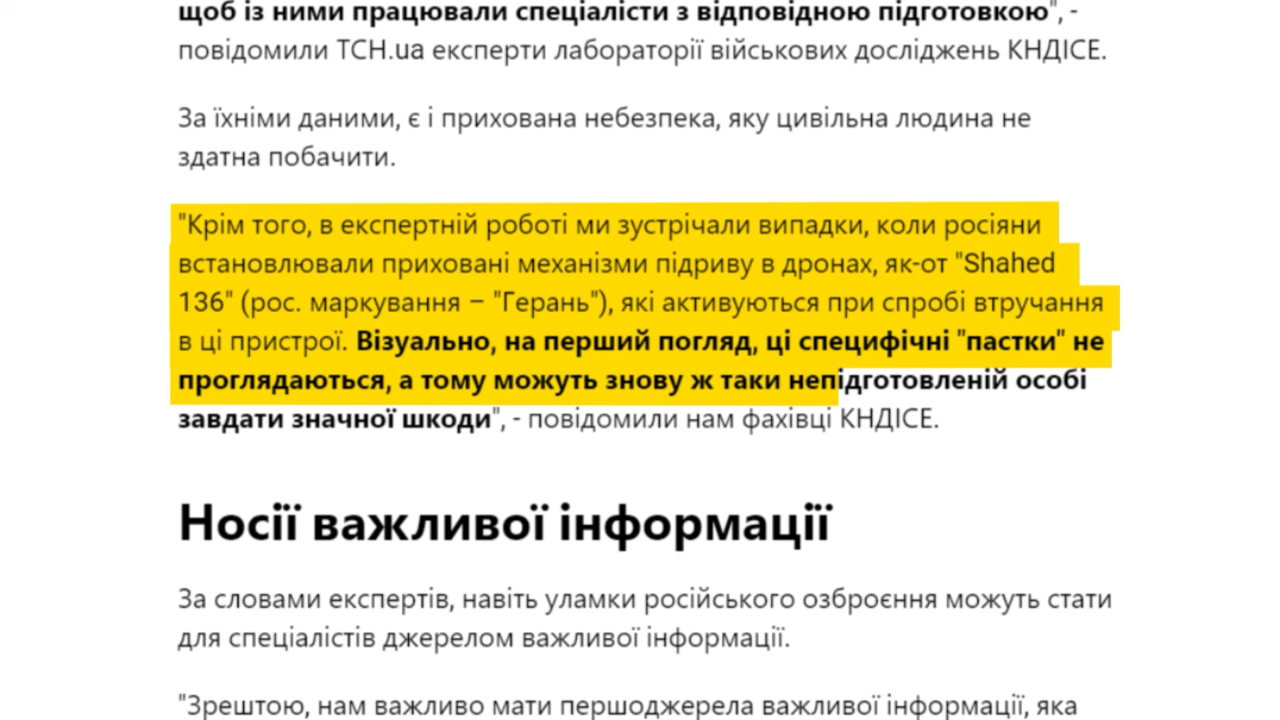 щоб із ними працювали спеціалісти з відповідною підготовкою", -
повідомили ТСН.ua експерти лабораторії військових досліджень КНДІСЕ.
За їхніми даними, є і прихована небезпека, яку цивільна людина не
здатна побачити.
"Крім того, в експертній роботі ми зустрічали випадки, коли росіяни
встановлювали приховані механізми підриву в дронах, як-от "Shahed
136" (рос. маркування – "Герань"), які активуються при спробі втручання
в ці пристрої. Візуально, на перший погляд, ці специфічні "пастки" не
проглядаються, а тому можуть знову ж таки непідготовленій особі
завдати значної шкоди", - повідомили нам фахівці КНДІСЕ.
Носії важливої інформації
За словами експертів, навіть уламки російського озброєння можуть стати
для спеціалістів джерелом важливої інформації.
"Зрештою, нам важливо мати першоджерела важливої інформації, яка